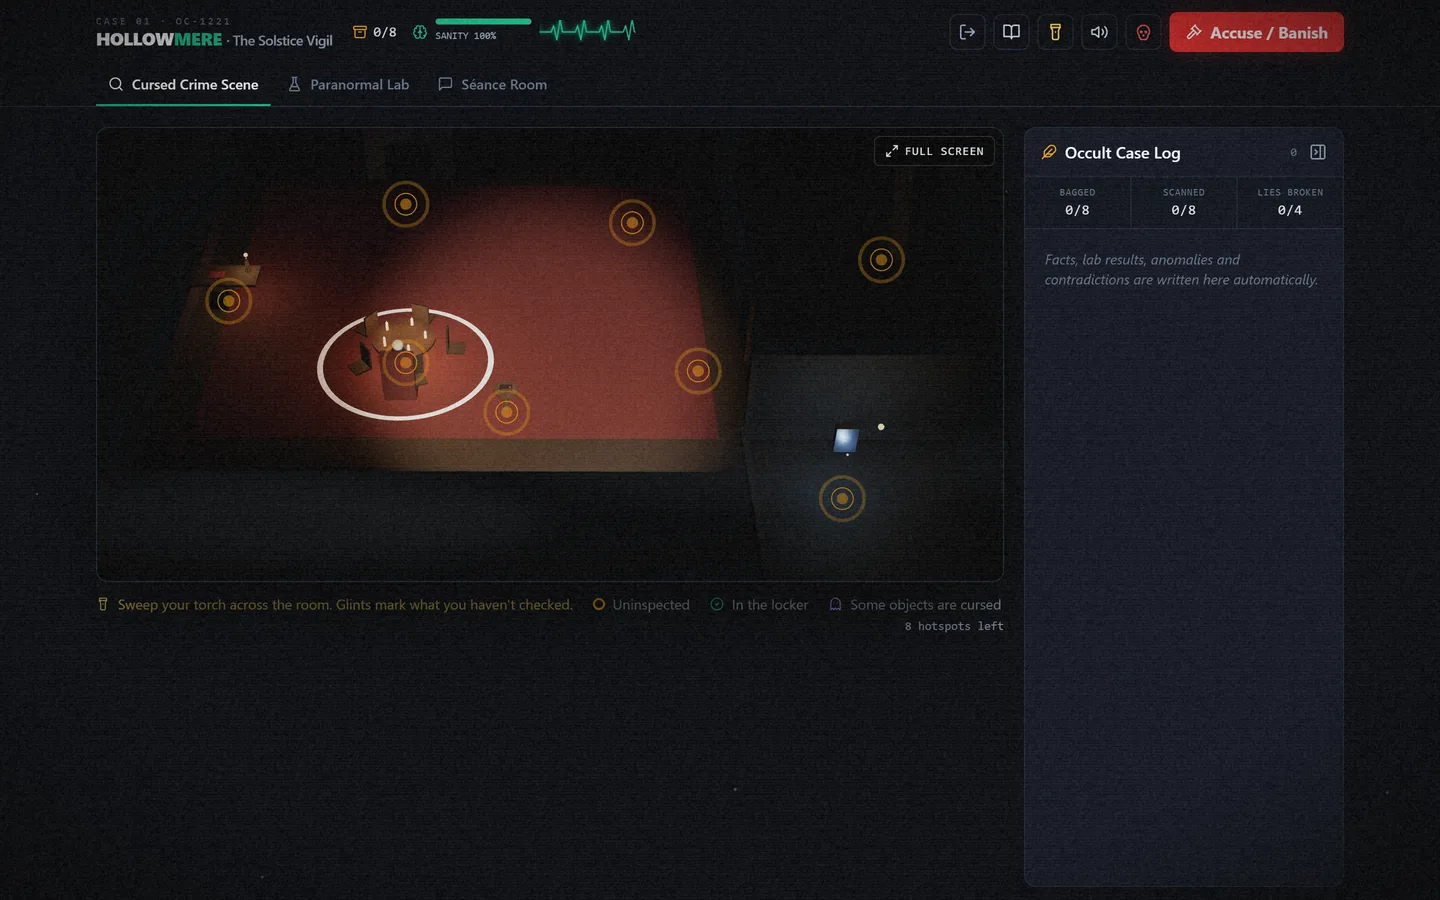 CASE 01 · OC-1221
HOLLOWMERE · The Solstice Vigil
0/8
SANITY 100%
Accuse / Banish
Cursed Crime Scene
Paranormal Lab
Séance Room
FULL SCREEN
Occult Case Log
0
BAGGED
0/8
SCANNED
0/8
LIES BROKEN
0/4
Facts, lab results, anomalies and
contradictions are written here automatically.
Sweep your torch across the room. Glints mark what you haven't checked.
Uninspected
In the locker
Some objects are cursed
8 hotspots left